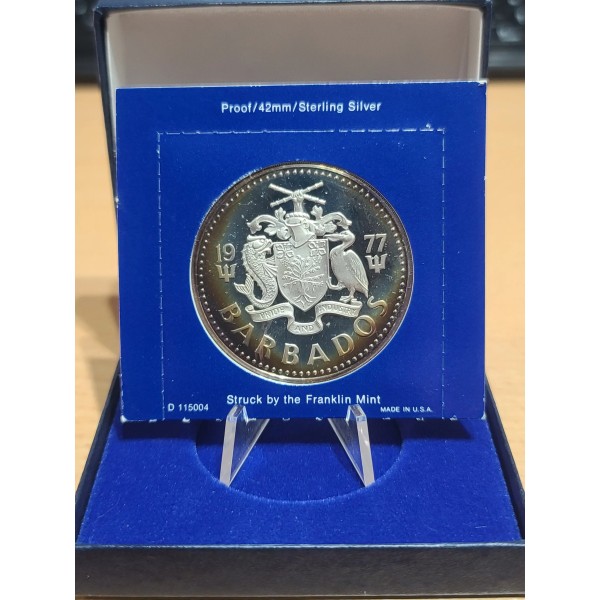 Proof/42mm/Sterling Silver
19 77
PRIDE AND INDUSTRY
BARBADOS
Struck by the Franklin Mint
D 115004
MADE IN U.S.A.